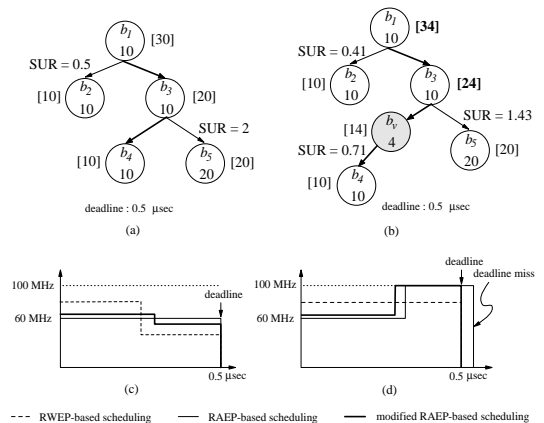 b1
10
[30]
SUR = 0.5
[10]
b2
10
b3
10
[20]
SUR = 2
[10]
b4
10
b5
20
[20]
deadline : 0.5 μsec
(a)
b1
10
[34]
SUR = 0.41
[10]
b2
10
b3
10
[24]
[14]
bv
4
SUR = 1.43
SUR = 0.71
b5
20
[20]
[10]
b4
10
deadline : 0.5 μsec
(b)
100 MHz
deadline
60 MHz
0.5 μsec
(c)
deadline
deadline miss
100 MHz
60 MHz
0.5 μsec
(d)
RWEP-based scheduling
RAEP-based scheduling
modified RAEP-based scheduling